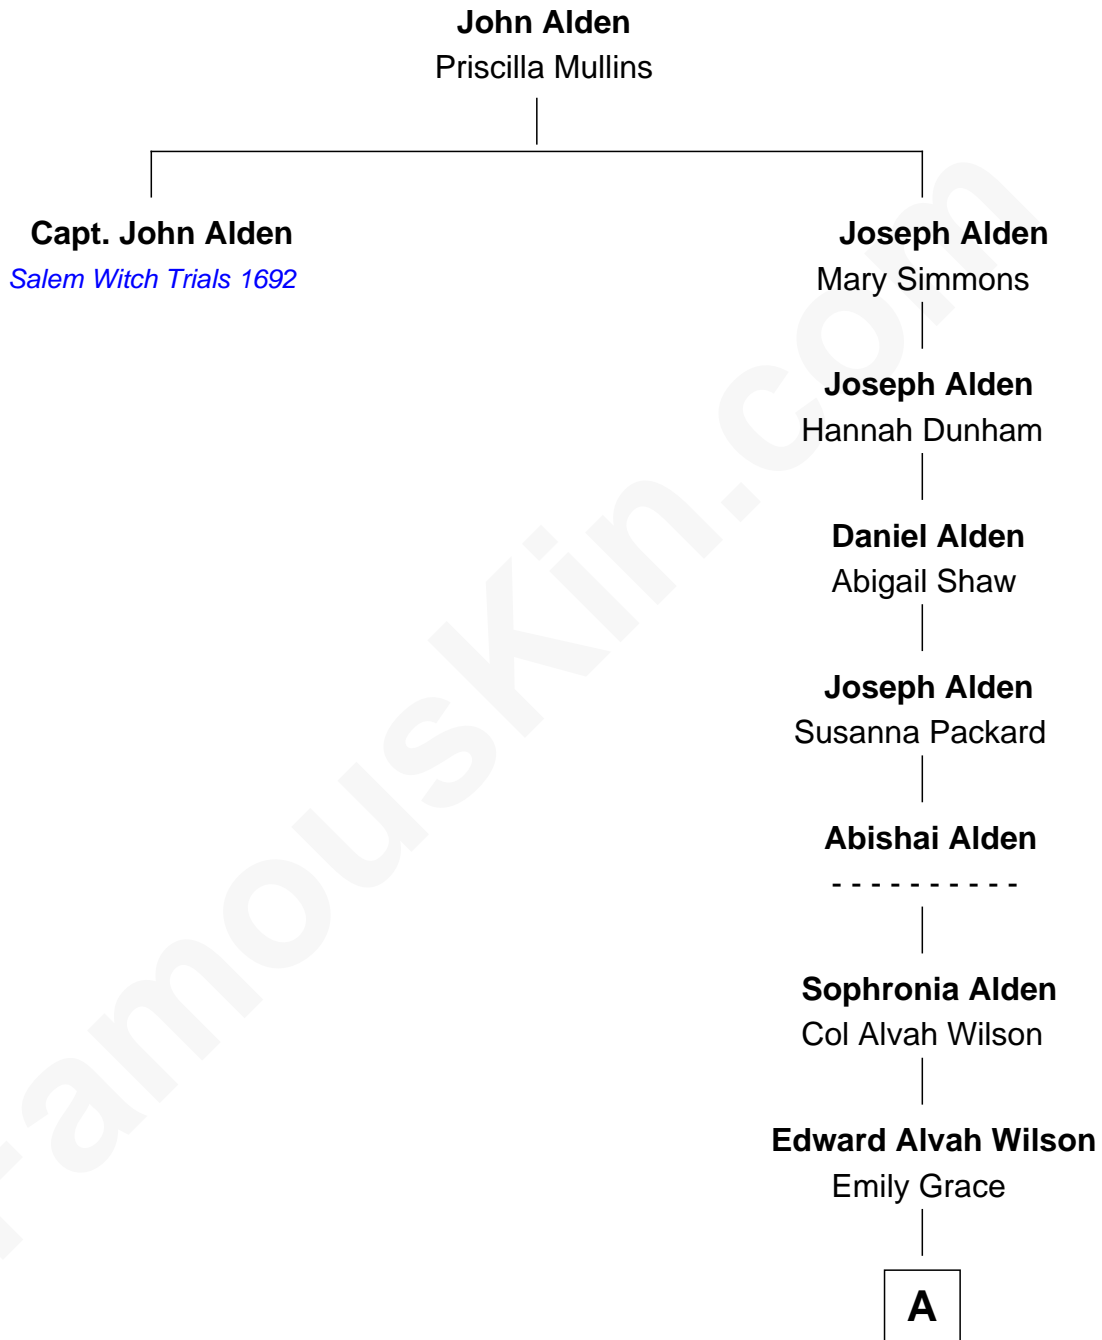 John Alden
Priscilla Mullins
Capt. John Alden
Salem Witch Trials 1692
Joseph Alden
Mary Simmons
Joseph Alden
Hannah Dunham
Daniel Alden
Abigail Shaw
Joseph Alden
Susanna Packard
Abishai Alden
- - - - - - - - - -
Sophronia Alden
Col Alvah Wilson
Edward Alvah Wilson
Emily Grace
A
FamousKin.com